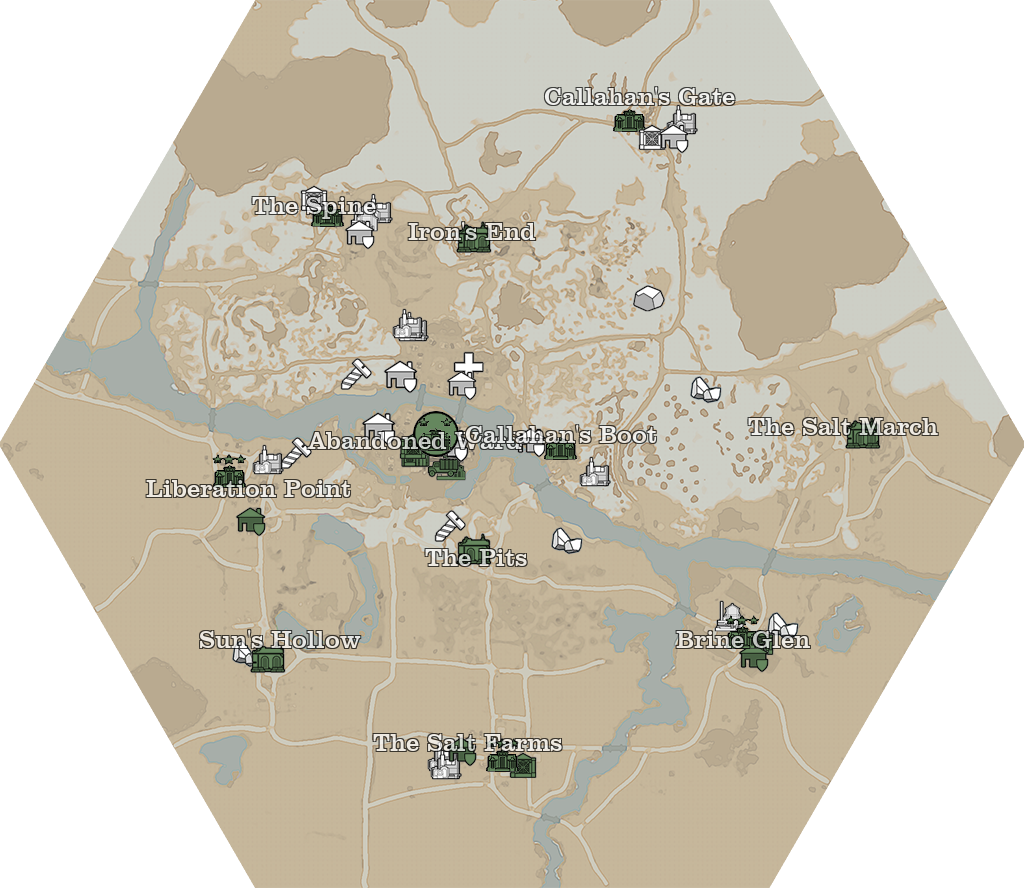 Callahan's Gate
The Spine
Iron's End
The Salt March
Callahan's Boot
Abandoned Ward
Liberation Point
The Pits
Sun's Hollow
Brine Glen
The Salt Farms